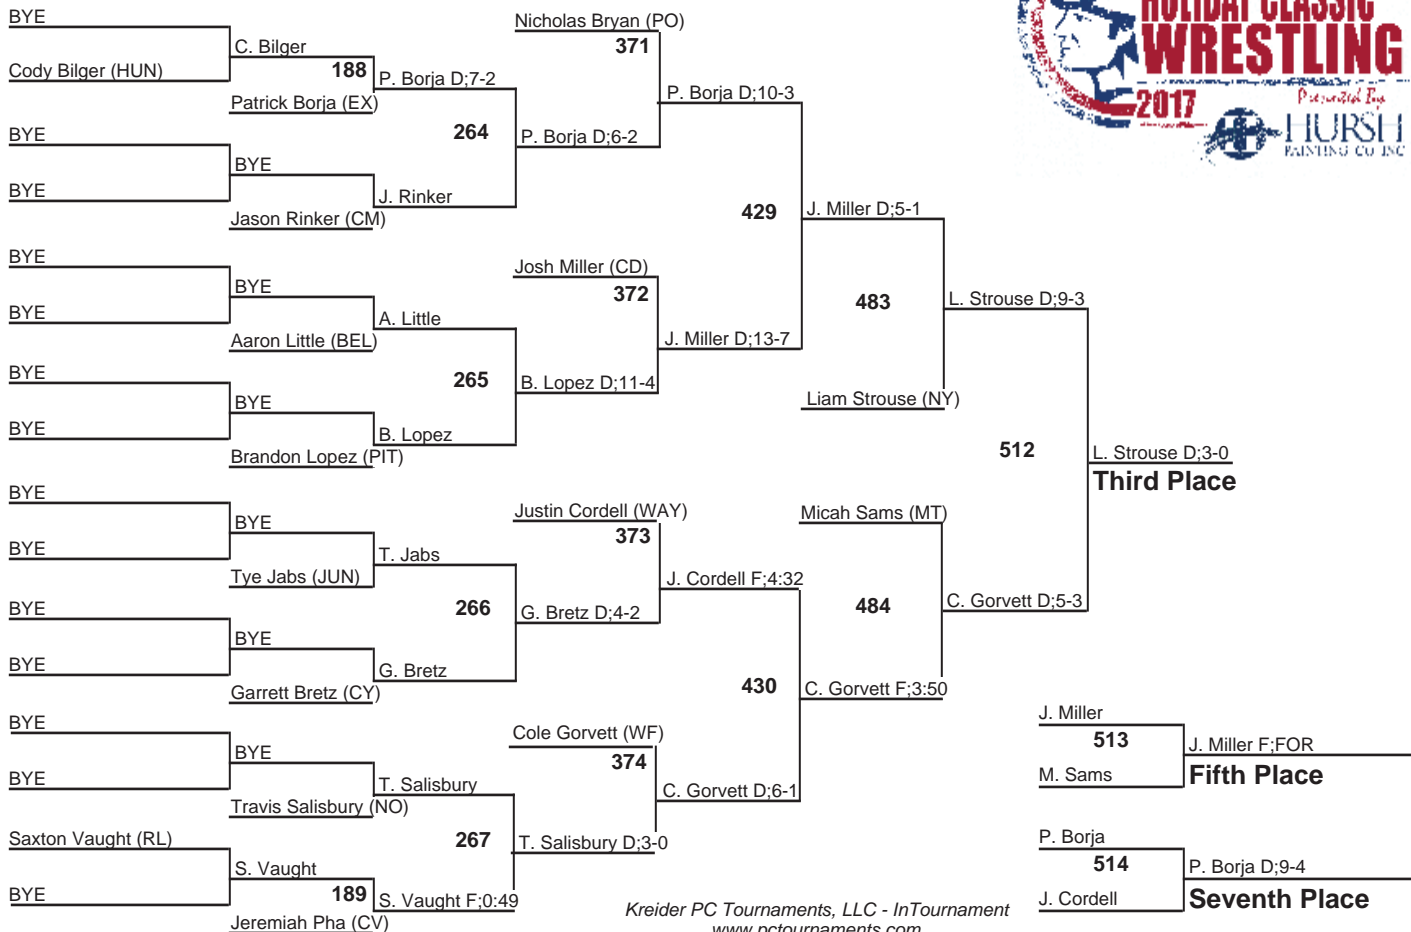 BYE
Cody Bilger (HUN)
C. Bilger
188
Patrick Borja (EX)
P. Borja D;7-2
BYE
BYE
BYE
Jason Rinker (CM)
J. Rinker
264
P. Borja D;6-2
Nicholas Bryan (PO)
371
P. Borja D;10-3
BYE
BYE
BYE
Aaron Little (BEL)
A. Little
BYE
BYE
BYE
Brandon Lopez (PIT)
B. Lopez
265
B. Lopez D;11-4
Josh Miller (CD)
372
J. Miller D;13-7
429
J. Miller D;5-1
483
Liam Strouse (NY)
L. Strouse D;9-3
BYE
BYE
BYE
Tye Jabs (JUN)
T. Jabs
BYE
BYE
BYE
Garrett Bretz (CY)
G. Bretz
266
G. Bretz D;4-2
Justin Cordell (WAY)
373
J. Cordell F;4:32
BYE
BYE
BYE
Travis Salisbury (NO)
T. Salisbury
Saxton Vaught (RL)
BYE
S. Vaught
189
Jeremiah Pha (CV)
S. Vaught F;0:49
267
T. Salisbury D;3-0
Cole Gorvett (WF)
374
C. Gorvett D;6-1
430
C. Gorvett F;3:50
Micah Sams (MT)
484
C. Gorvett D;5-3
512
L. Strouse D;3-0
Third Place
J. Miller
513
M. Sams
J. Miller F;FOR
Fifth Place
P. Borja
514
J. Cordell
P. Borja D;9-4
Seventh Place
HOLIDAY CLASSIC
WRESTLING
2017
Presented By
HURSH
PAINTING CO INC
Kreider PC Tournaments, LLC - InTournament
www.pctournaments.com